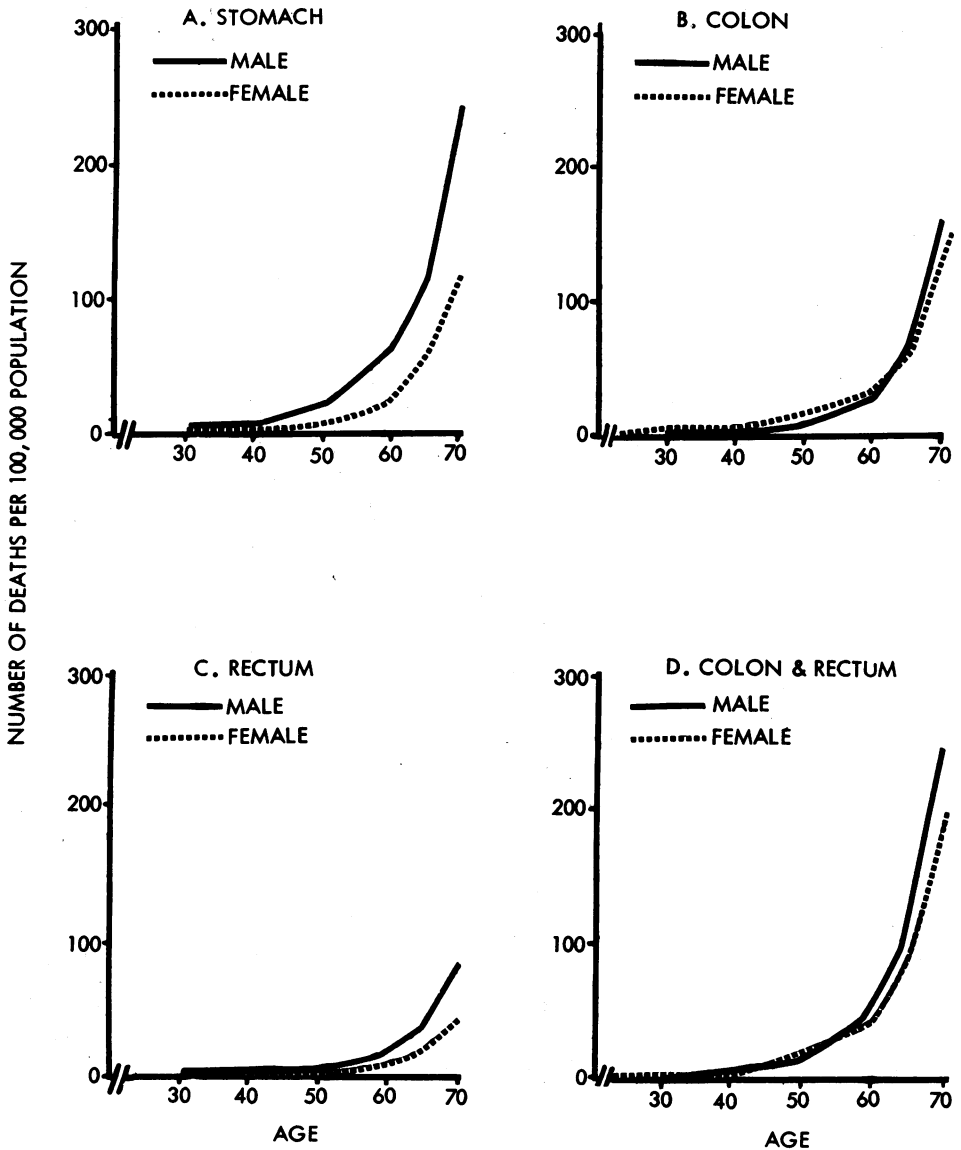 NUMBER OF DEATHS PER 100,000 POPULATION
A. STOMACH
MALE
FEMALE
300
200
100
0
30 40 50 60 70
B. COLON
MALE
FEMALE
300
200
100
0
30 40 50 60 70
C. RECTUM
MALE
FEMALE
300
200
100
0
30 40 50 60 70
AGE
D. COLON & RECTUM
MALE
FEMALE
300
200
100
0
30 40 50 60 70
AGE